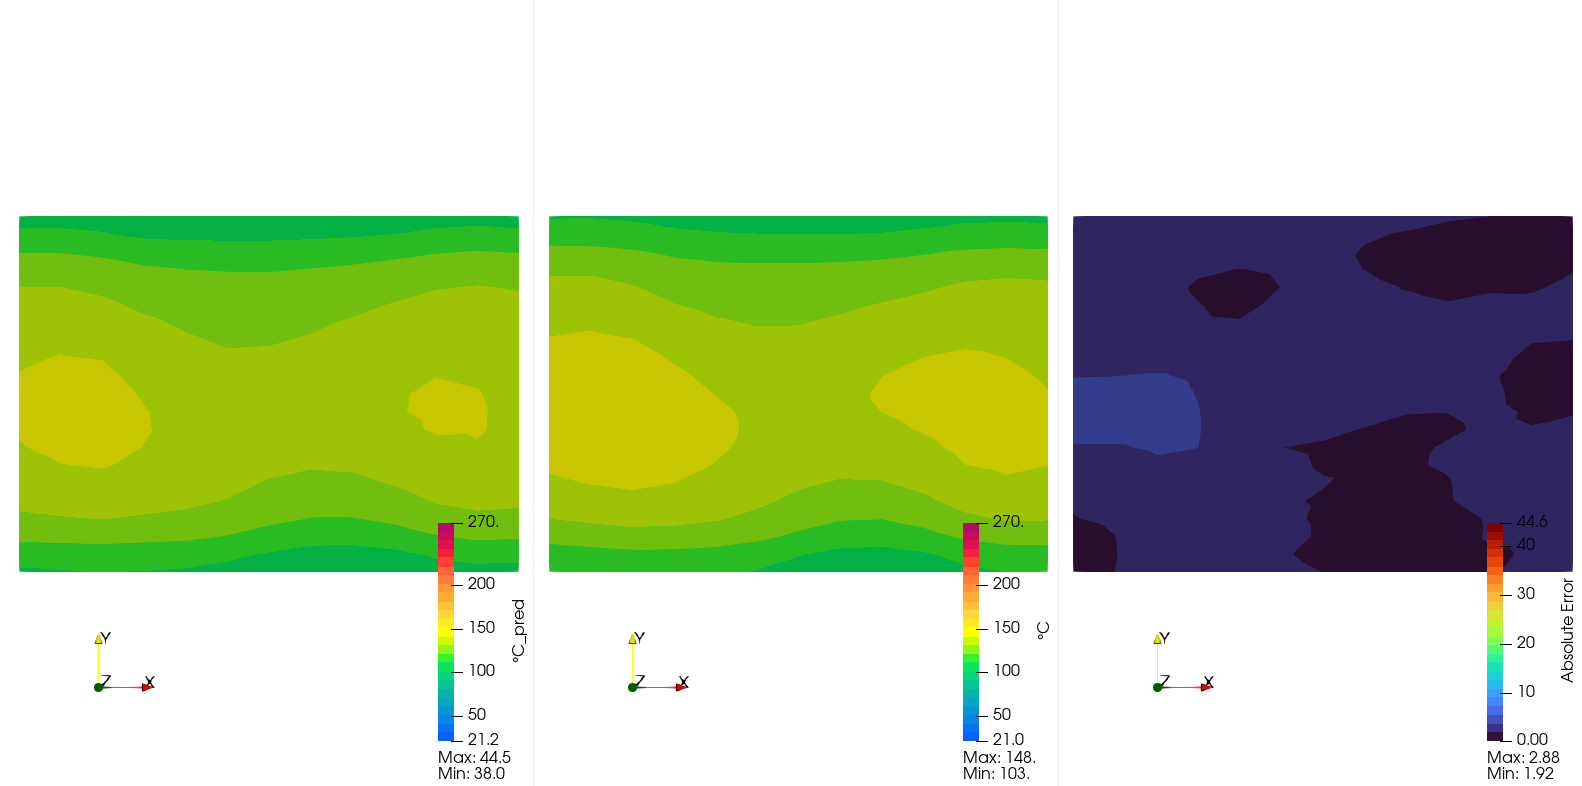 270.
200
150
100
50
21.2
°C_pred
Max: 44.5
Min: 38.0
Y
Z
X
270.
200
150
100
50
21.0
°C
Max: 148.
Min: 103.
Y
Z
X
44.6
40
30
20
10
0.00
Absolute Error
Max: 2.88
Min: 1.92
Y
Z
X